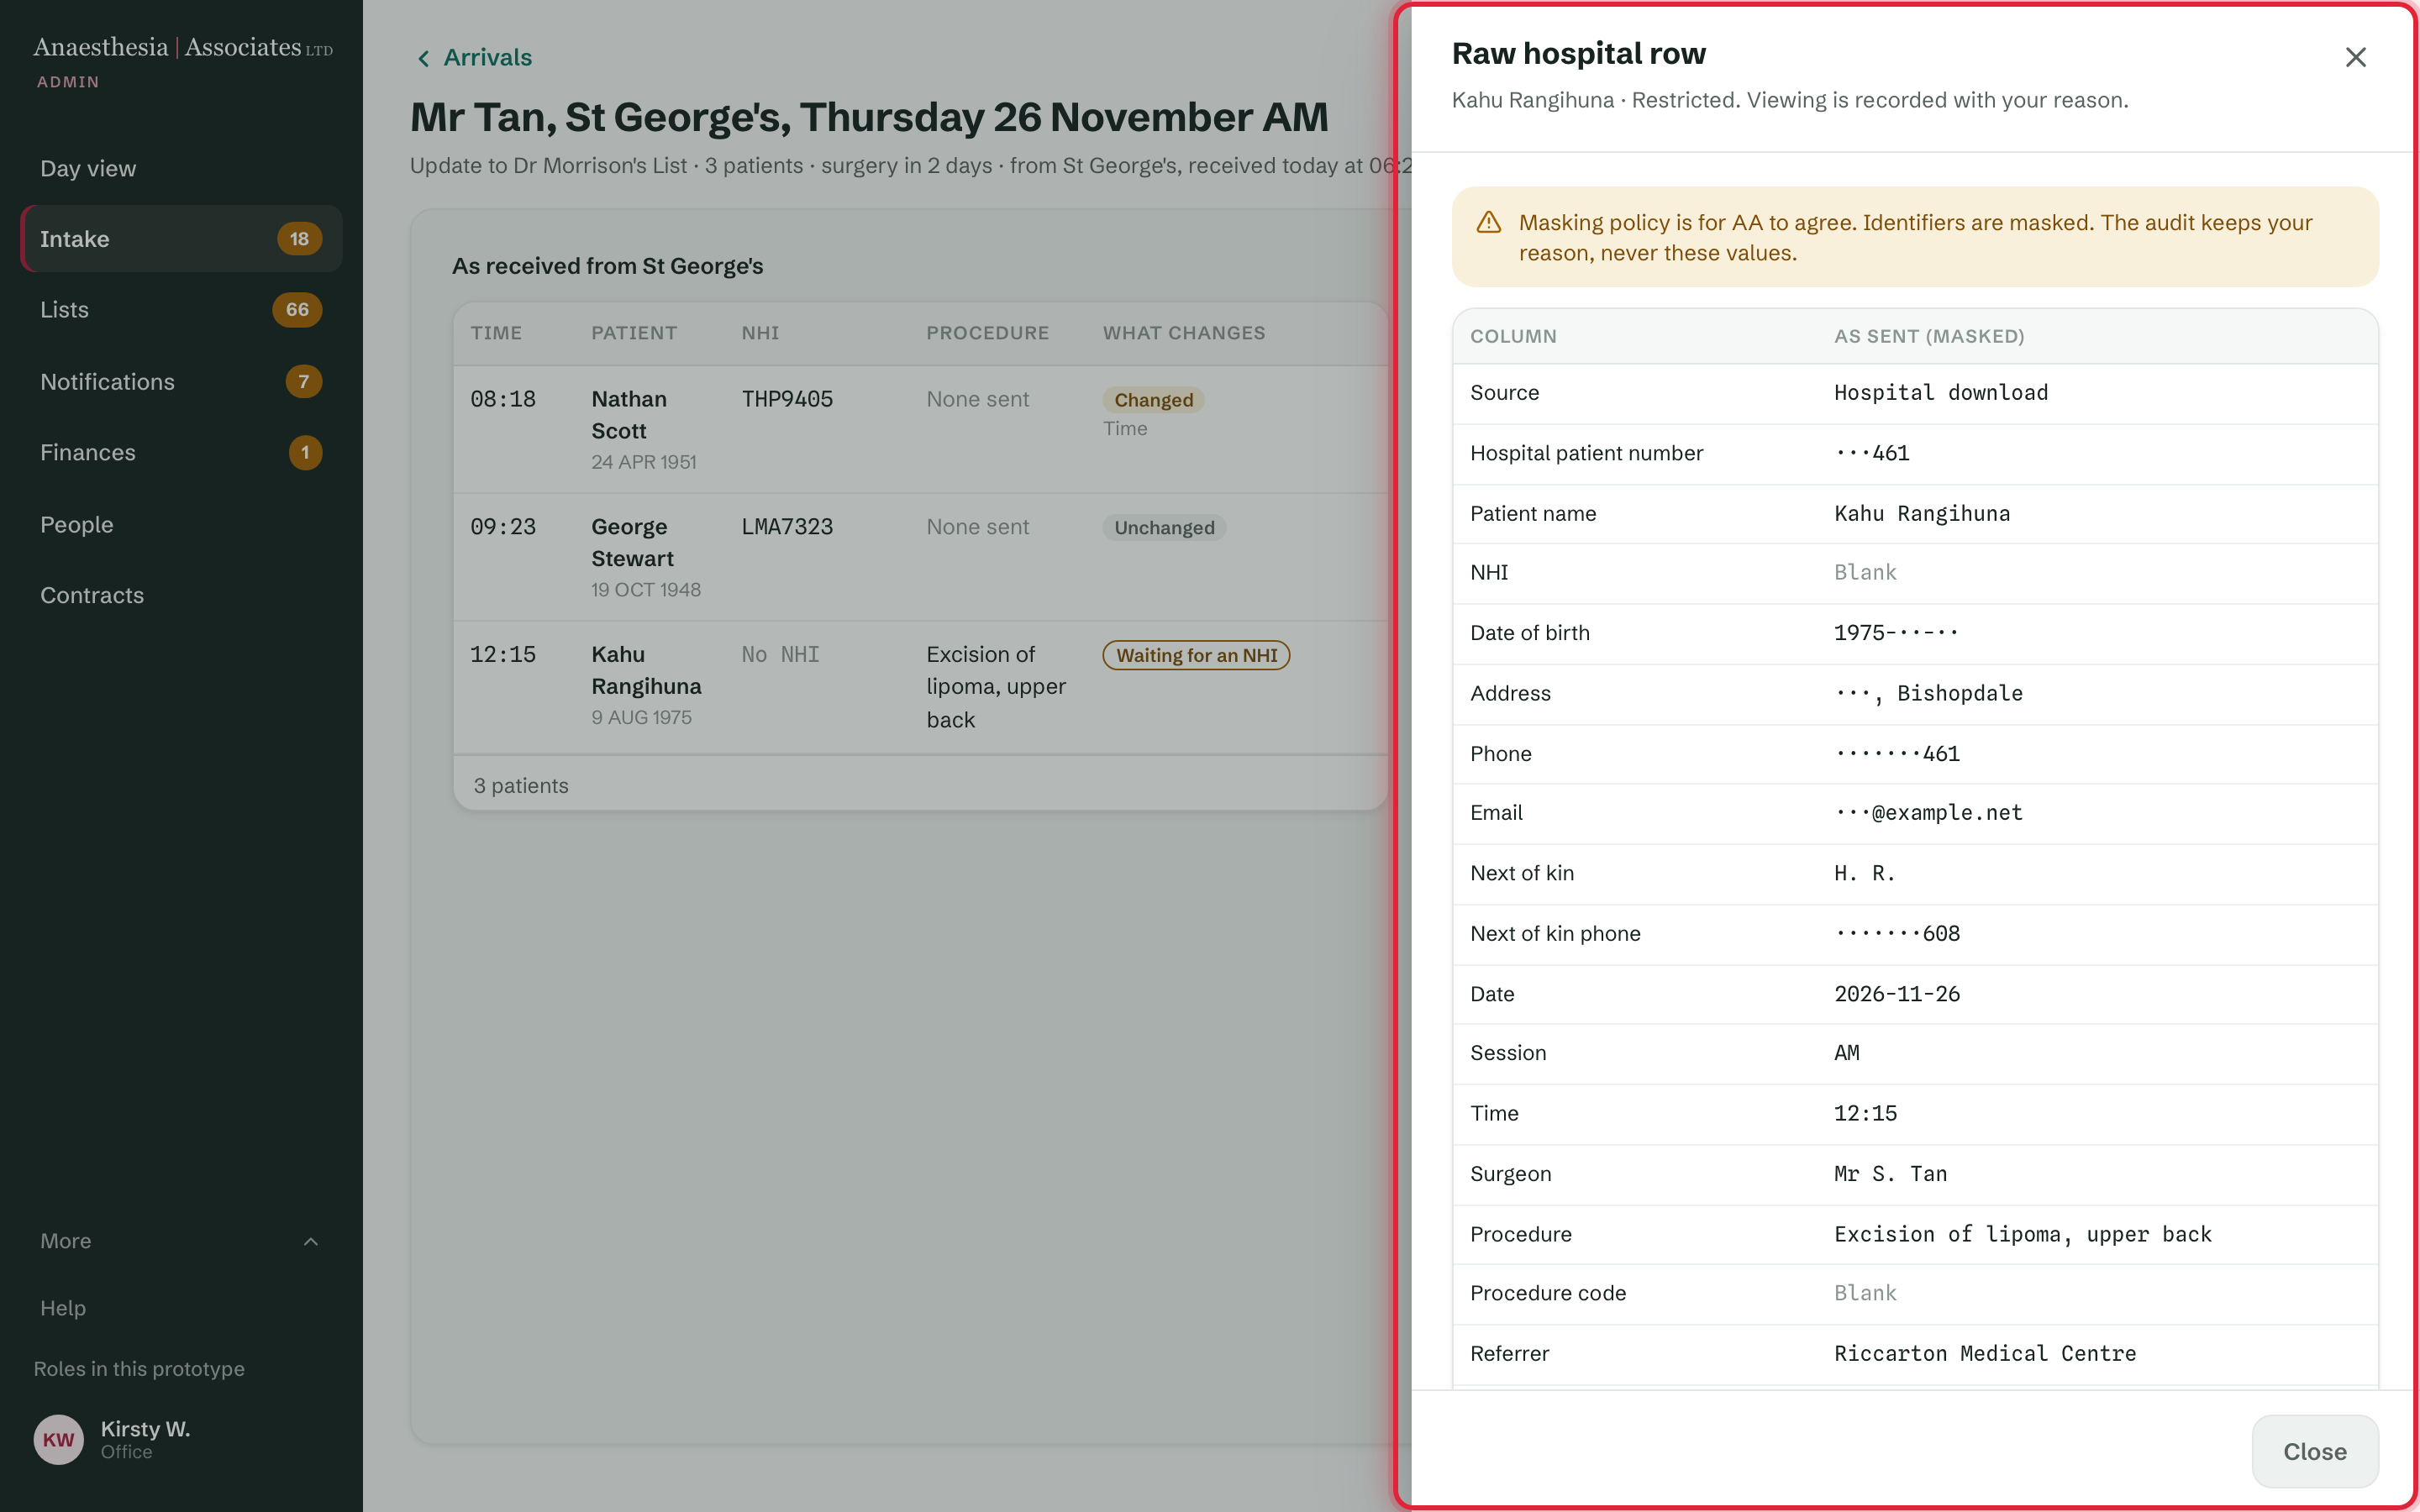 Anaesthesia | Associates LTD
ADMIN
Day view
Intake 18
Lists 66
Notifications 7
Finances 1
People
Contracts
More
Help
Roles in this prototype
KW Kirsty W.
Office
Arrivals
Mr Tan, St George's, Thursday 26 November AM
Update to Dr Morrison's List · 3 patients · surgery in 2 days · from St George's, received today at 06:2
As received from St George's
TIME PATIENT NHI PROCEDURE WHAT CHANGES
08:18 Nathan THP9405 None sent Changed
Scott Time
24 APR 1951
09:23 George LMA7323 None sent Unchanged
Stewart
19 OCT 1948
12:15 Kahu No NHI Excision of Waiting for an NHI
Rangihuna lipoma, upper
9 AUG 1975 back
3 patients
Raw hospital row
Kahu Rangihuna · Restricted. Viewing is recorded with your reason.
Masking policy is for AA to agree. Identifiers are masked. The audit keeps your
reason, never these values.
COLUMN AS SENT (MASKED)
Source Hospital download
Hospital patient number ···461
Patient name Kahu Rangihuna
NHI Blank
Date of birth 1975-··-··
Address ···, Bishopdale
Phone ·······461
Email ···@example.net
Next of kin H. R.
Next of kin phone ·······608
Date 2026-11-26
Session AM
Time 12:15
Surgeon Mr S. Tan
Procedure Excision of lipoma, upper back
Procedure code Blank
Referrer Riccarton Medical Centre
Close